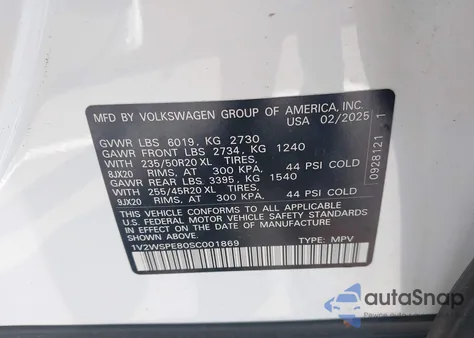 MFD BY VOLKSWAGEN GROUP OF AMERICA, INC.
USA 02/2025
GVWR LBS 6019, KG 2730
GAWR FRONT LBS 2734, KG 1240
WITH 235/50R20 XL TIRES,
8JX20 RIMS, AT 300 KPA, 44 PSI COLD
GAWR REAR LBS 3395, KG 1540
WITH 255/45R20 XL TIRES,
9JX20 RIMS, AT 300 KPA, 44 PSI COLD
THIS VEHICLE CONFORMS TO ALL APPLICABLE
U.S. FEDERAL MOTOR VEHICLE SAFETY STANDARDS
IN EFFECT ON THE DATE OF MANUFACTURE SHOWN ABOVE.
1V2WSPE80SC001869 TYPE: MPV
0928121 1
autoSnap